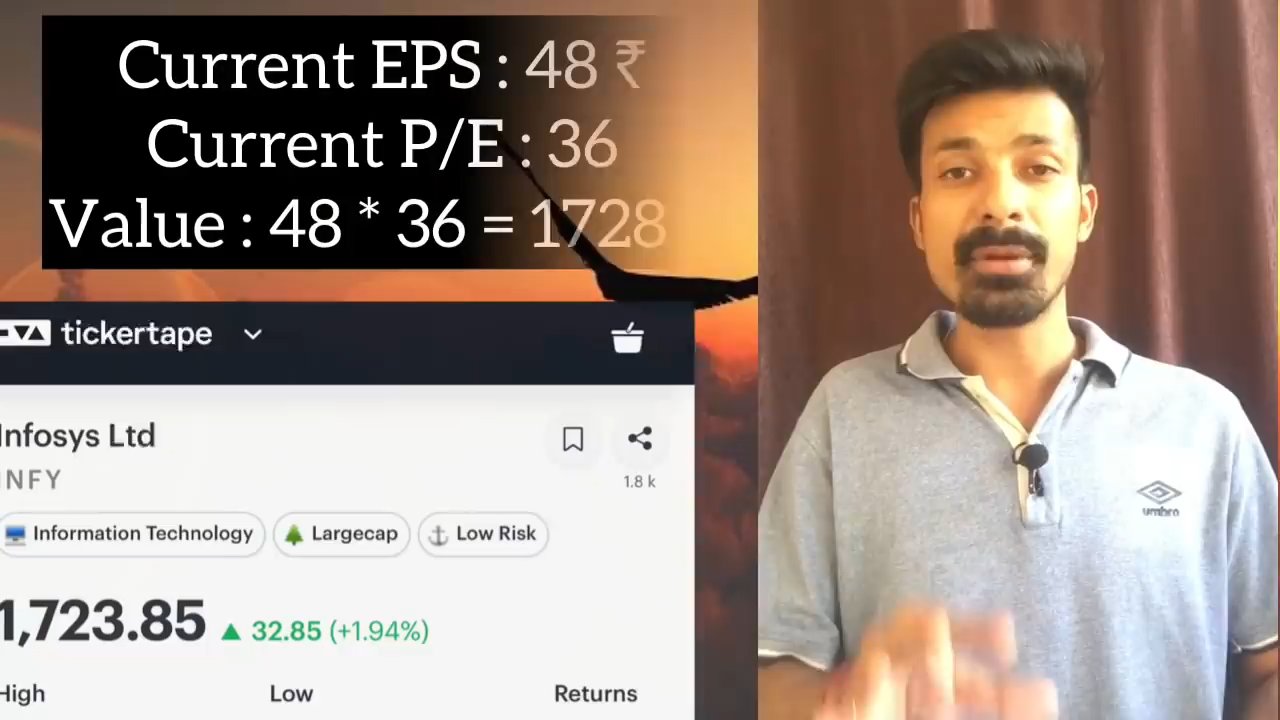 Current EPS : 48 ₹
Current P/E : 36
Value : 48 * 36 = 1728
tickertape
Infosys Ltd
INFY
1.8 k
Information Technology
Largecap
Low Risk
1,723.85 ▲ 32.85 (+1.94%)
High Low Returns
umbro